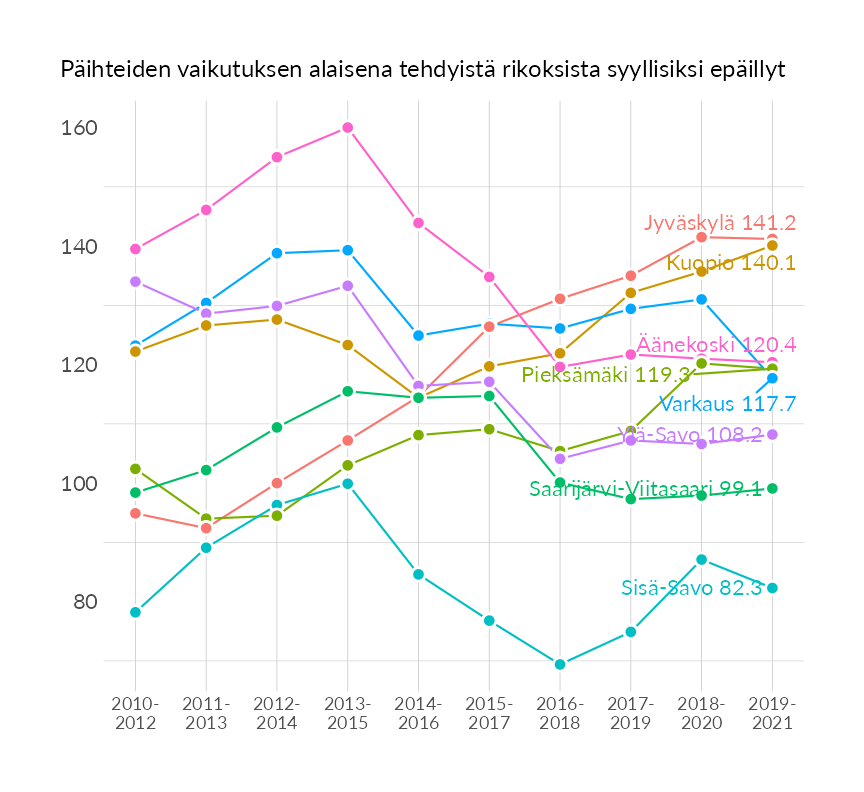 Päihteiden vaikutuksen alaisena tehdyistä rikoksista syyllisiksi epäillyt
160
140
120
100
80
Jyväskylä 141.2
Kuopio 140.1
Äänekoski 120.4
Pieksämäki 119.3
Varkaus 117.7
Ylä-Savo 108.2
Saarijärvi-Viitasaari 99.1
Sisä-Savo 82.3
2010- 2011- 2012- 2013- 2014- 2015- 2016- 2017- 2018- 2019-
2012 2013 2014 2015 2016 2017 2018 2019 2020 2021